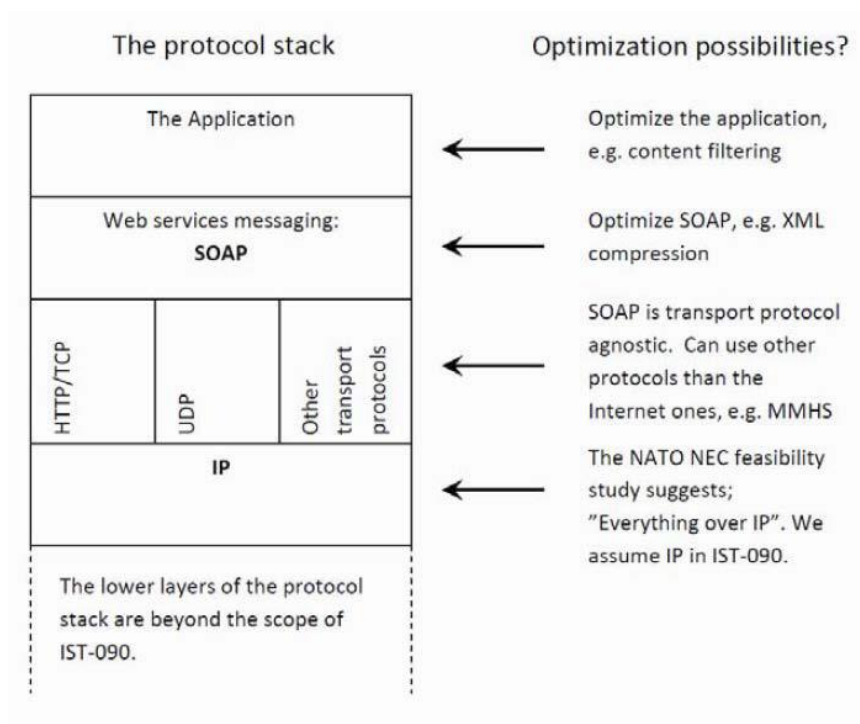 The protocol stack
Optimization possibilities?
The Application
Optimize the application,
e.g. content filtering
Web services messaging:
SOAP
Optimize SOAP, e.g. XML
compression
HTTP/TCP
UDP
Other
transport
protocols
SOAP is transport protocol
agnostic. Can use other
protocols than the
Internet ones, e.g. MMHS
IP
The NATO NEC feasibility
study suggests;
”Everything over IP”. We
assume IP in IST-090.
The lower layers of the protocol
stack are beyond the scope of
IST-090.